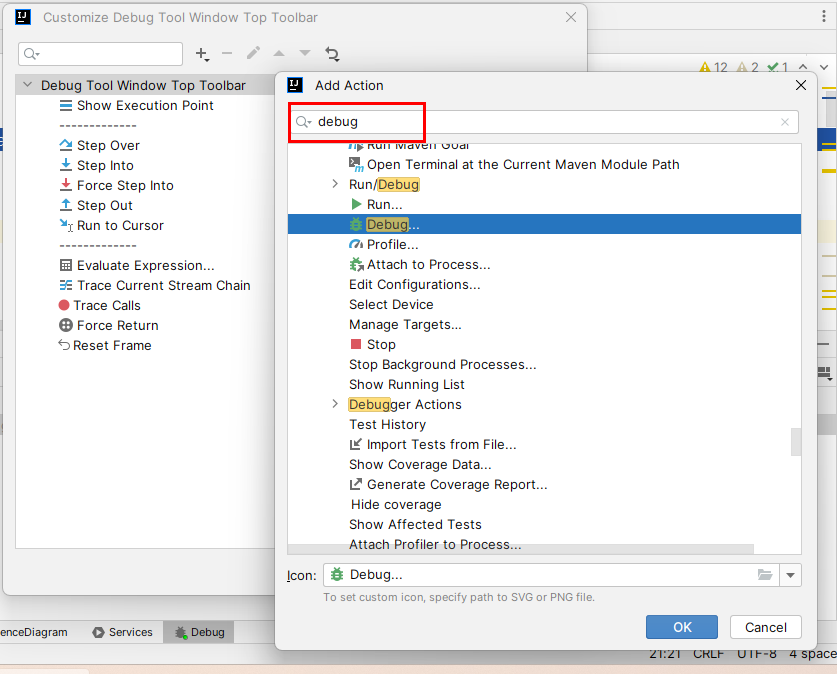 Customize Debug Tool Window Top Toolbar
12 2 1
Debug Tool Window Top Toolbar
Show Execution Point
-------------
Step Over
Step Into
Force Step Into
Step Out
Run to Cursor
-------------
Evaluate Expression...
Trace Current Stream Chain
Trace Calls
Force Return
Reset Frame
Add Action
debug
Run Maven Goal
Open Terminal at the Current Maven Module Path
Run/Debug
Run...
Debug...
Profile...
Attach to Process...
Edit Configurations...
Select Device
Manage Targets...
Stop
Stop Background Processes...
Show Running List
Debugger Actions
Test History
Import Tests from File...
Show Coverage Data...
Generate Coverage Report...
Hide coverage
Show Affected Tests
Attach Profiler to Process...
Icon: Debug...
To set custom icon, specify path to SVG or PNG file.
OK Cancel
enceDiagram Services Debug
21:21 CRLF UTF-8 4 space